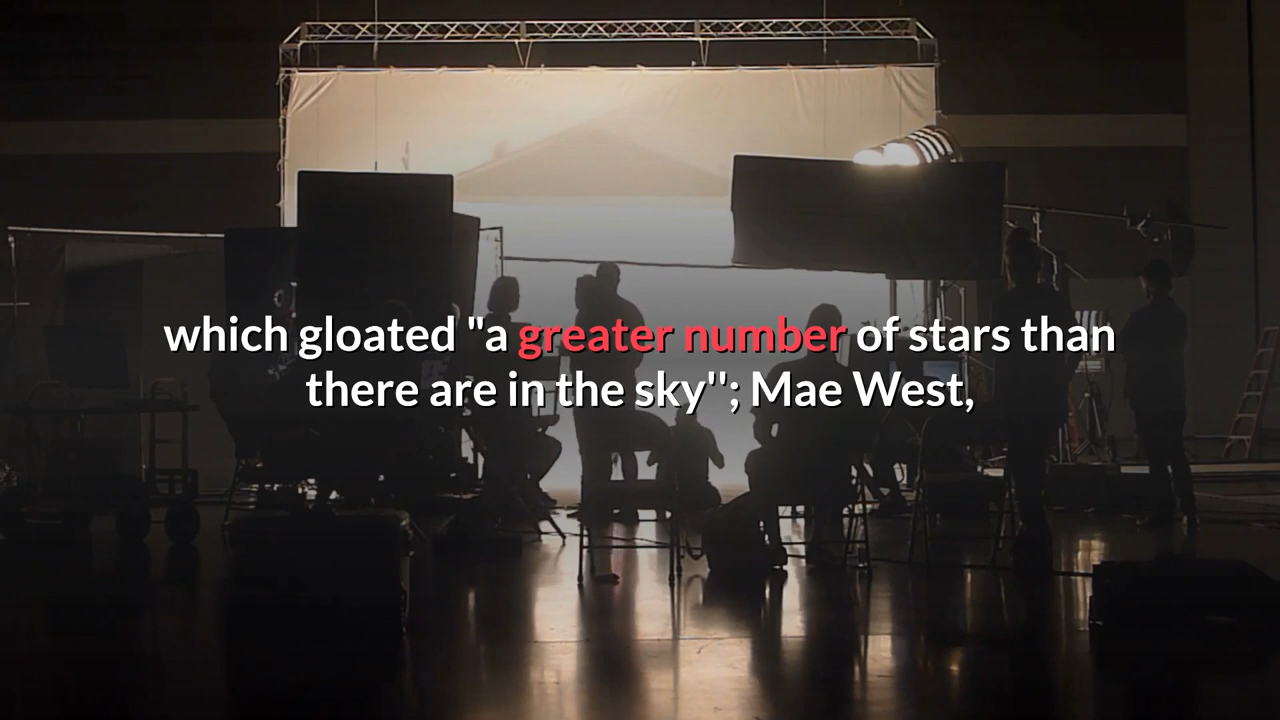 which gloated "a greater number of stars than
there are in the sky''; Mae West,